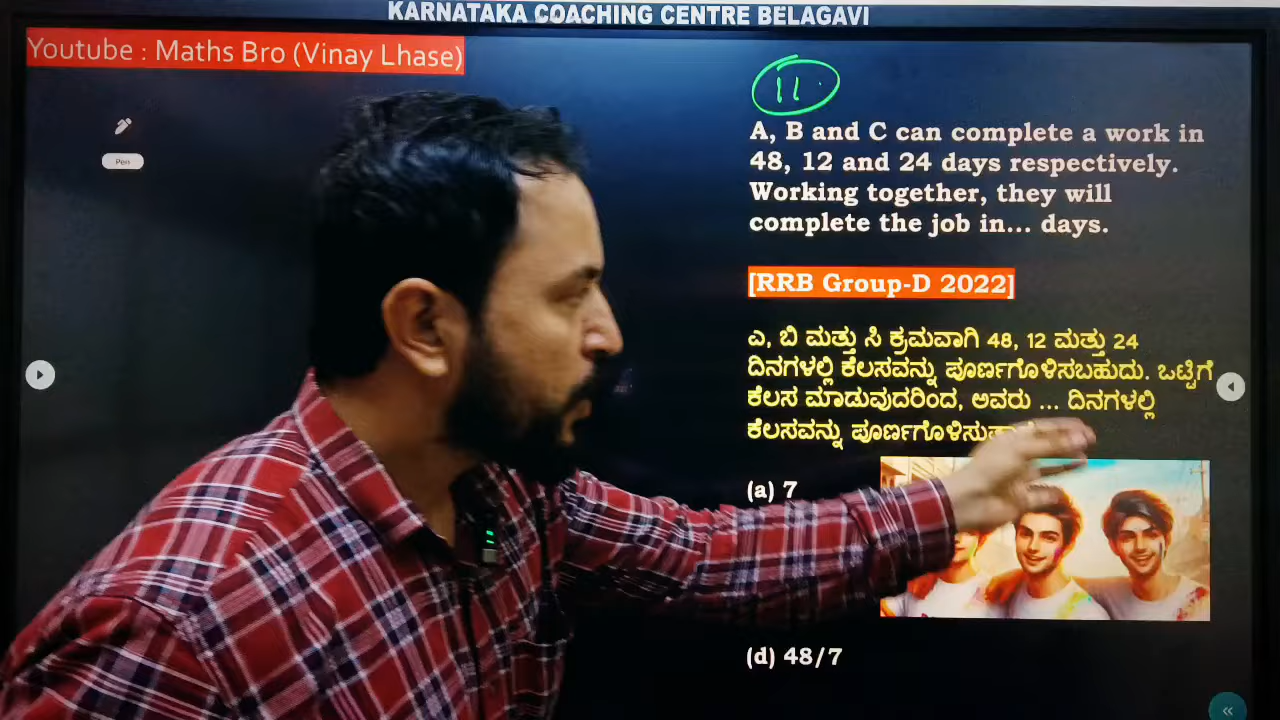 KARNATAKA COACHING CENTRE BELAGAVI
Youtube : Maths Bro (Vinay Lhase)
Pen
11
A, B and C can complete a work in
48, 12 and 24 days respectively.
Working together, they will
complete the job in... days.
[RRB Group-D 2022]
ಎ, ಬಿ ಮತ್ತು ಸಿ ಕ್ರಮವಾಗಿ 48, 12 ಮತ್ತು 24
ದಿನಗಳಲ್ಲಿ ಕೆಲಸವನ್ನು ಪೂರ್ಣಗೊಳಿಸಬಹುದು. ಒಟ್ಟಿಗೆ
ಕೆಲಸ ಮಾಡುವುದರಿಂದ, ಅವರು ... ದಿನಗಳಲ್ಲಿ
ಕೆಲಸವನ್ನು
(a) 7
(d) 48/7